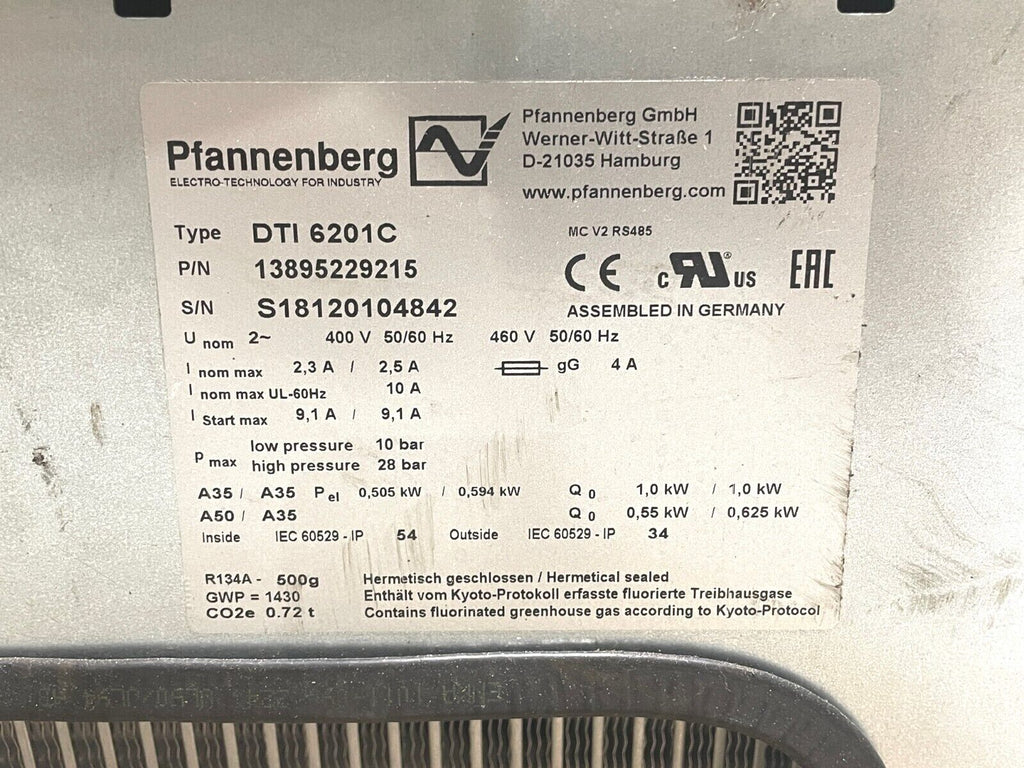 Pfannenberg
ELECTRO-TECHNOLOGY FOR INDUSTRY
Pfannenberg GmbH
Werner-Witt-Straße 1
D-21035 Hamburg
www.pfannenberg.com
Type DTI 6201C
MC V2 RS485
P/N 13895229215
CE c RU US EAC
S/N S18120104842
ASSEMBLED IN GERMANY
U nom 2~ 400 V 50/60 Hz 460 V 50/60 Hz
I nom max 2,3 A / 2,5 A gG 4 A
I nom max UL-60Hz 10 A
I Start max 9,1 A / 9,1 A
P max low pressure 10 bar
high pressure 28 bar
A35 / A35 P el 0,505 kW / 0,594 kW Q 0 1,0 kW / 1,0 kW
A50 / A35 Q 0 0,55 kW / 0,625 kW
Inside IEC 60529 - IP 54 Outside IEC 60529 - IP 34
R134A - 500g Hermetisch geschlossen / Hermetical sealed
GWP = 1430 Enthält vom Kyoto-Protokoll erfasste fluorierte Treibhausgase
CO2e 0.72 t Contains fluorinated greenhouse gas according to Kyoto-Protocol